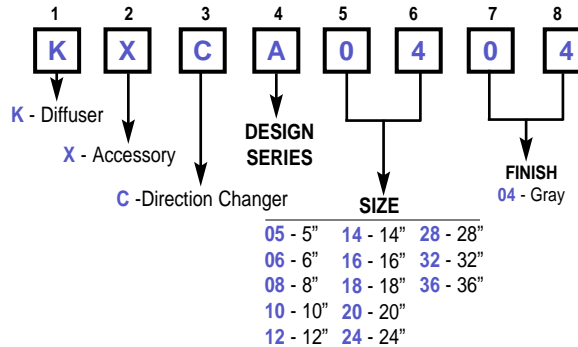 1 2 3 4 5 6 7 8
K X C A 0 4 0 4
K - Diffuser
X - Accessory
C -Direction Changer
DESIGN
SERIES
SIZE
05 - 5” 14 - 14” 28 - 28”
06 - 6” 16 - 16” 32 - 32”
08 - 8” 18 - 18” 36 - 36”
10 - 10” 20 - 20”
12 - 12” 24 - 24”
FINISH
04 - Gray